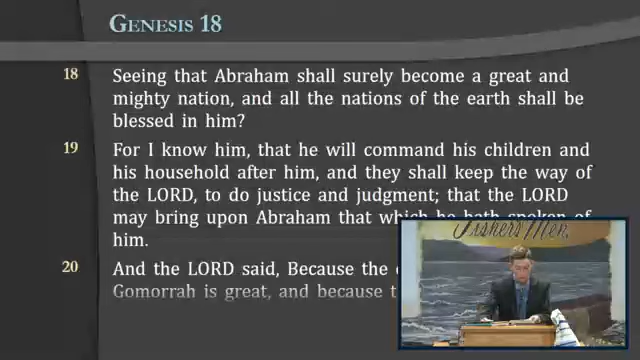 GENESIS 18
18 Seeing that Abraham shall surely become a great and
mighty nation, and all the nations of the earth shall be
blessed in him?
19 For I know him, that he will command his children and
his household after him, and they shall keep the way of
the LORD, to do justice and judgment; that the LORD
may bring upon Abraham that which he hath spoken of
him.
20 And the LORD said, Because the
Gomorrah is great, and because
Fishers Men